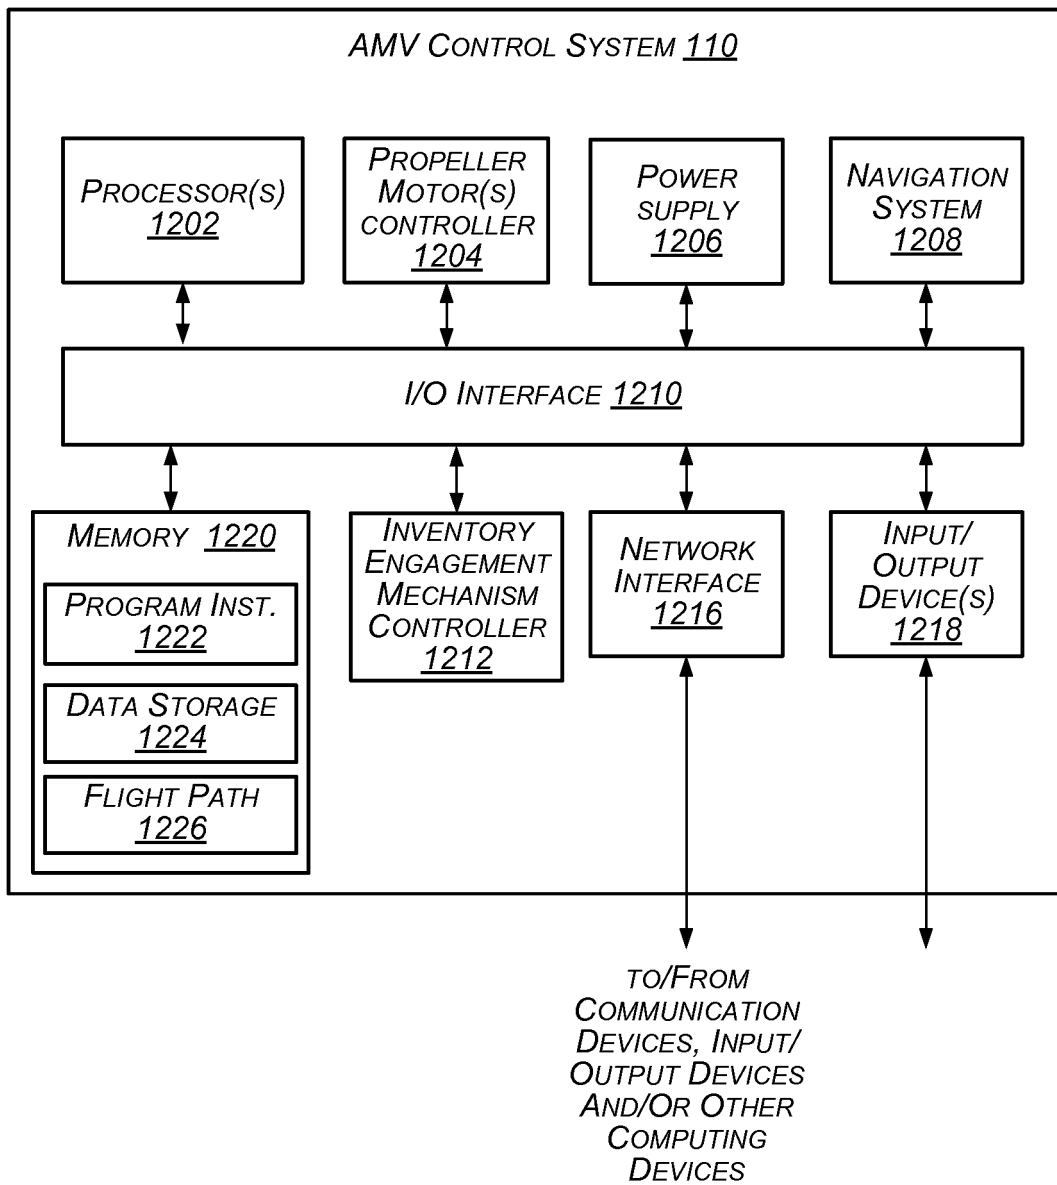 AMV CONTROL SYSTEM 110
PROCESSOR(S)
1202
PROPELLER
MOTOR(S)
CONTROLLER
1204
POWER
SUPPLY
1206
NAVIGATION
SYSTEM
1208
I/O INTERFACE 1210
MEMORY 1220
PROGRAM INST.
1222
DATA STORAGE
1224
FLIGHT PATH
1226
INVENTORY
ENGAGEMENT
MECHANISM
CONTROLLER
1212
NETWORK
INTERFACE
1216
INPUT/
OUTPUT
DEVICE(S)
1218
TO/FROM
COMMUNICATION
DEVICES, INPUT/
OUTPUT DEVICES
AND/OR OTHER
COMPUTING
DEVICES